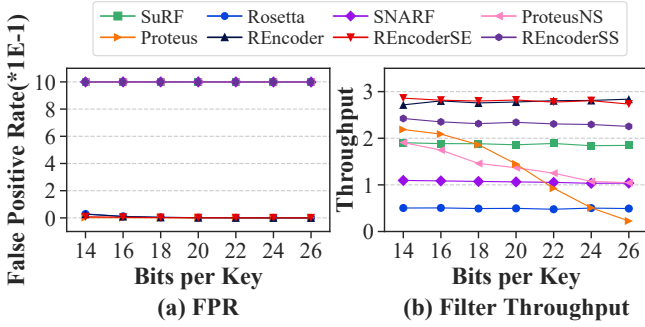 SuRF Rosetta SNARF ProteusNS
Proteus REncoder REncoderSE REncoderSS
False Positive Rate(*1E-1)
10
8
6
4
2
0
14 16 18 20 22 24 26
Bits per Key
(a) FPR
Throughput
3
2
1
0
14 16 18 20 22 24 26
Bits per Key
(b) Filter Throughput